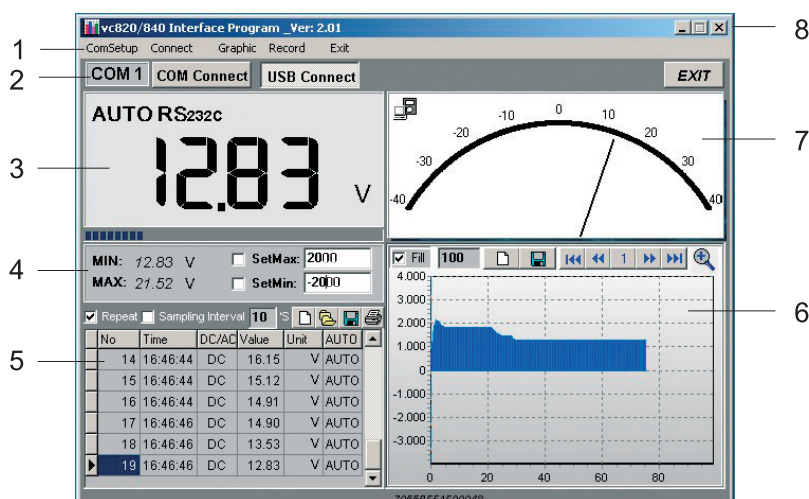 vc820/840 Interface Program _Ver: 2.01
8
1
ComSetup Connect Graphic Record Exit
2
COM 1 COM Connect USB Connect EXIT
3
AUTO RS232C
12.83 V
7
-40 -30 -20 -10 0 10 20 30 40
4
MIN: 12.83 V SetMax: 2000
MAX: 21.52 V SetMin: -2000
Repeat Sampling Interval 10 'S
5
No Time DC/AC Value Unit AUTO
14 16:46:44 DC 16.15 V AUTO
15 16:46:44 DC 15.12 V AUTO
16 16:46:44 DC 14.91 V AUTO
17 16:46:46 DC 14.90 V AUTO
18 16:46:46 DC 13.53 V AUTO
19 16:46:46 DC 12.83 V AUTO
Fill 100 1
6
4.000
3.000
2.000
1.000
0
-1.000
-2.000
-3.000
0 20 40 60 80